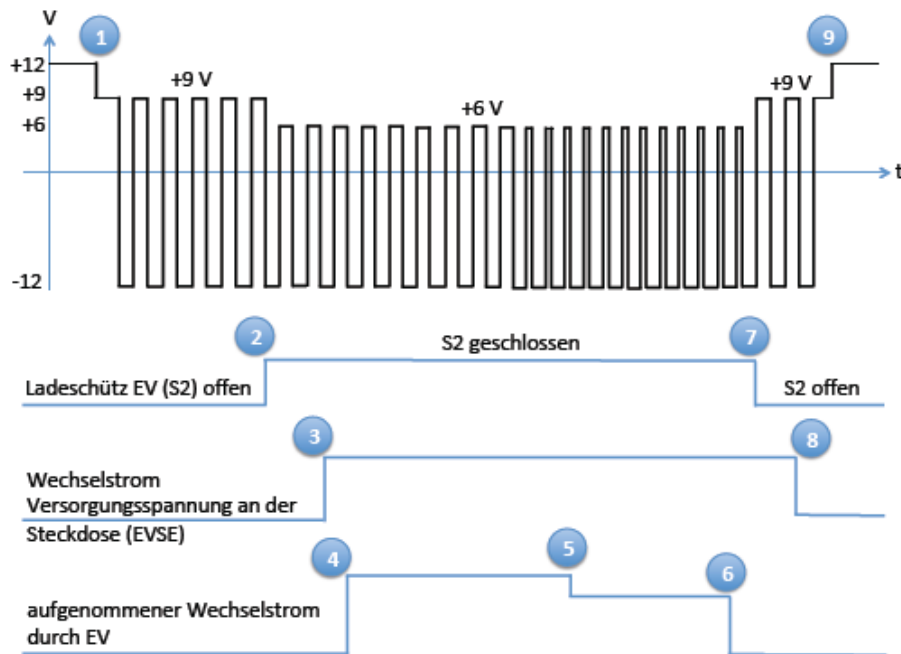 V
1
9
+12
+9 V
+9 V
+9
+6 V
+6
t
-12
2
S2 geschlossen
7
Ladeschütz EV (S2) offen
S2 offen
3
8
Wechselstrom
Versorgungsspannung an der
Steckdose (EVSE)
4
5
6
aufgenommener Wechselstrom
durch EV